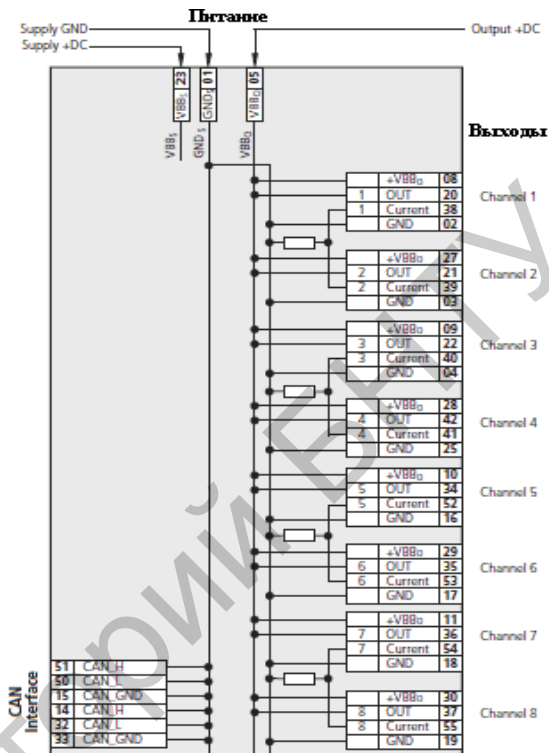 Питание
Supply GND
Output +DC
Supply +DC
VBBs 23
GNDs 01
VBBo 05
VBBs
GND s
VBBo
Выходы
+VBBo 08
1 OUT 20
1 Current 38
GND 02
Channel 1
+VBBo 27
2 OUT 21
2 Current 39
GND 03
Channel 2
+VBBo 09
3 OUT 22
3 Current 40
GND 04
Channel 3
+VBBo 28
4 OUT 42
4 Current 41
GND 25
Channel 4
+VBBo 10
5 OUT 34
5 Current 52
GND 16
Channel 5
+VBBo 29
6 OUT 35
6 Current 53
GND 17
Channel 6
+VBBo 11
7 OUT 36
7 Current 54
GND 18
Channel 7
+VBBo 30
8 OUT 37
8 Current 55
GND 19
Channel 8
CAN
Interface
51 CAN_H
50 CAN_L
15 CAN_GND
14 CAN_H
32 CAN_L
33 CAN_GND
торий БНТУ